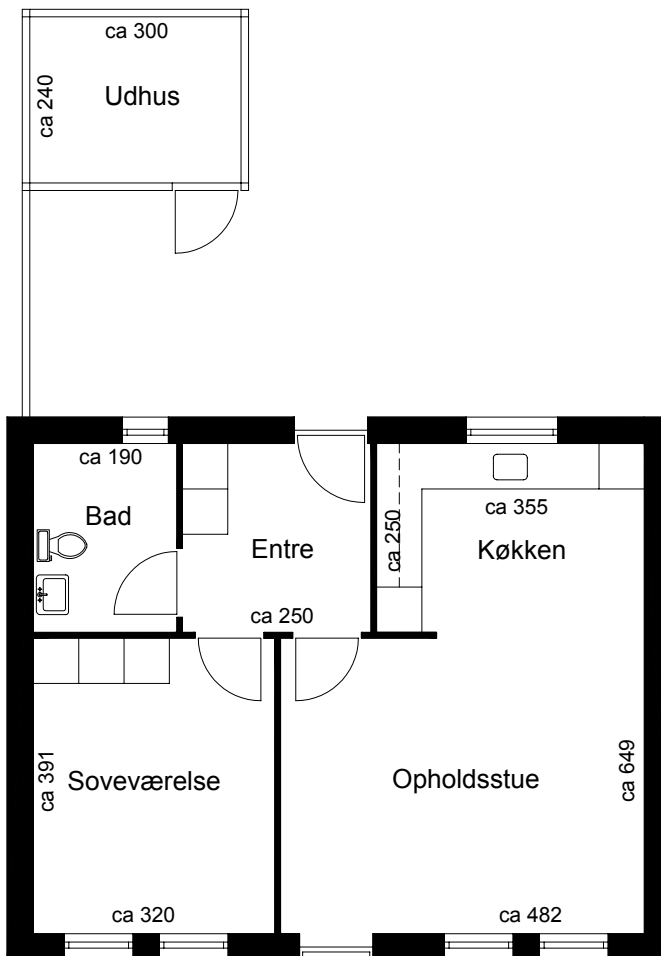 ca 300
ca 240
Udhus
ca 190
Bad
Entre
ca 250
ca 250
ca 355
Køkken
ca 391
Soveværelse
ca 320
Opholdsstue
ca 649
ca 482